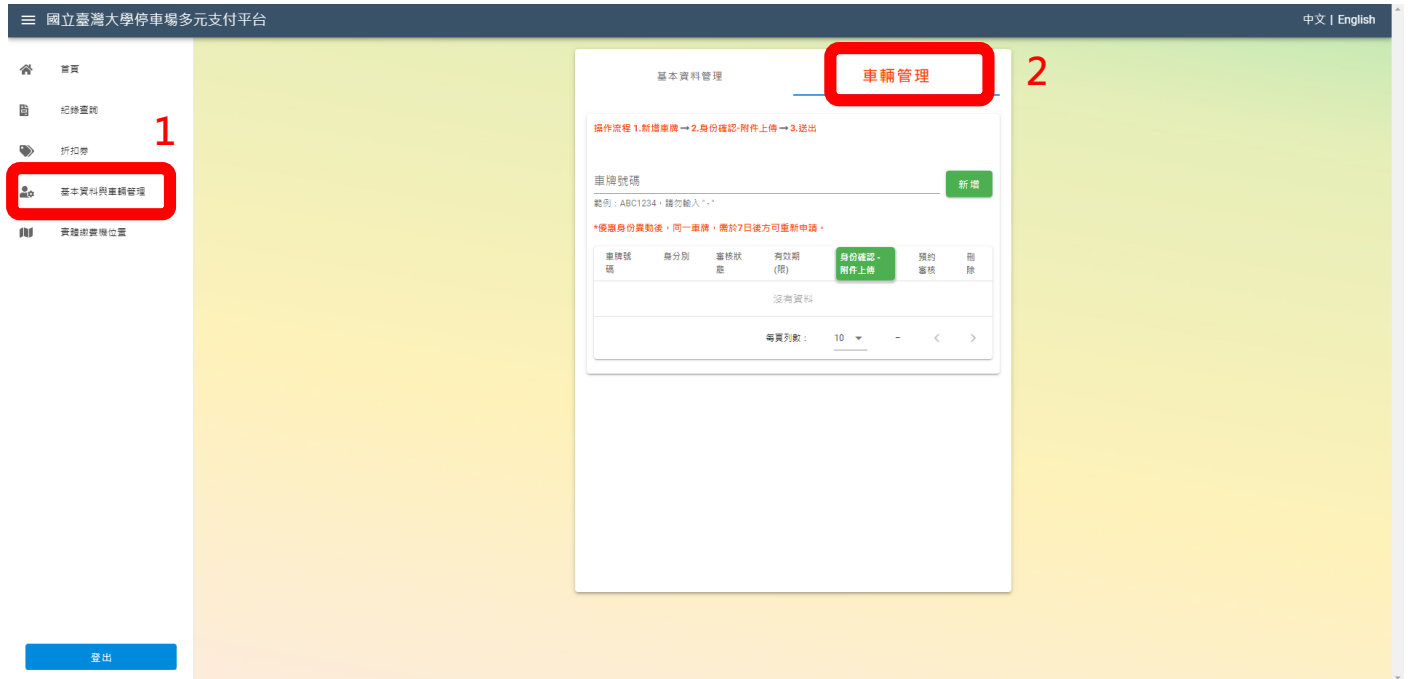 國立臺灣大學停車場多元支付平台
中文 | English
首頁
紀錄查詢
1
折扣劵
基本資料與車輛管理
實體繳費機位置
登出
基本資料管理
車輛管理
2
操作流程 1.新增車牌 → 2.身份確認-附件上傳 → 3.送出
車牌號碼
新增
範例：ABC1234，請勿輸入 "-"
*優惠身份異動後，同一車牌，需於7日後方可重新申請。
車牌號碼 身分別 審核狀態 有效期(限) 身份確認-附件上傳 預約審核 刪除
沒有資料
每頁列數： 10 –